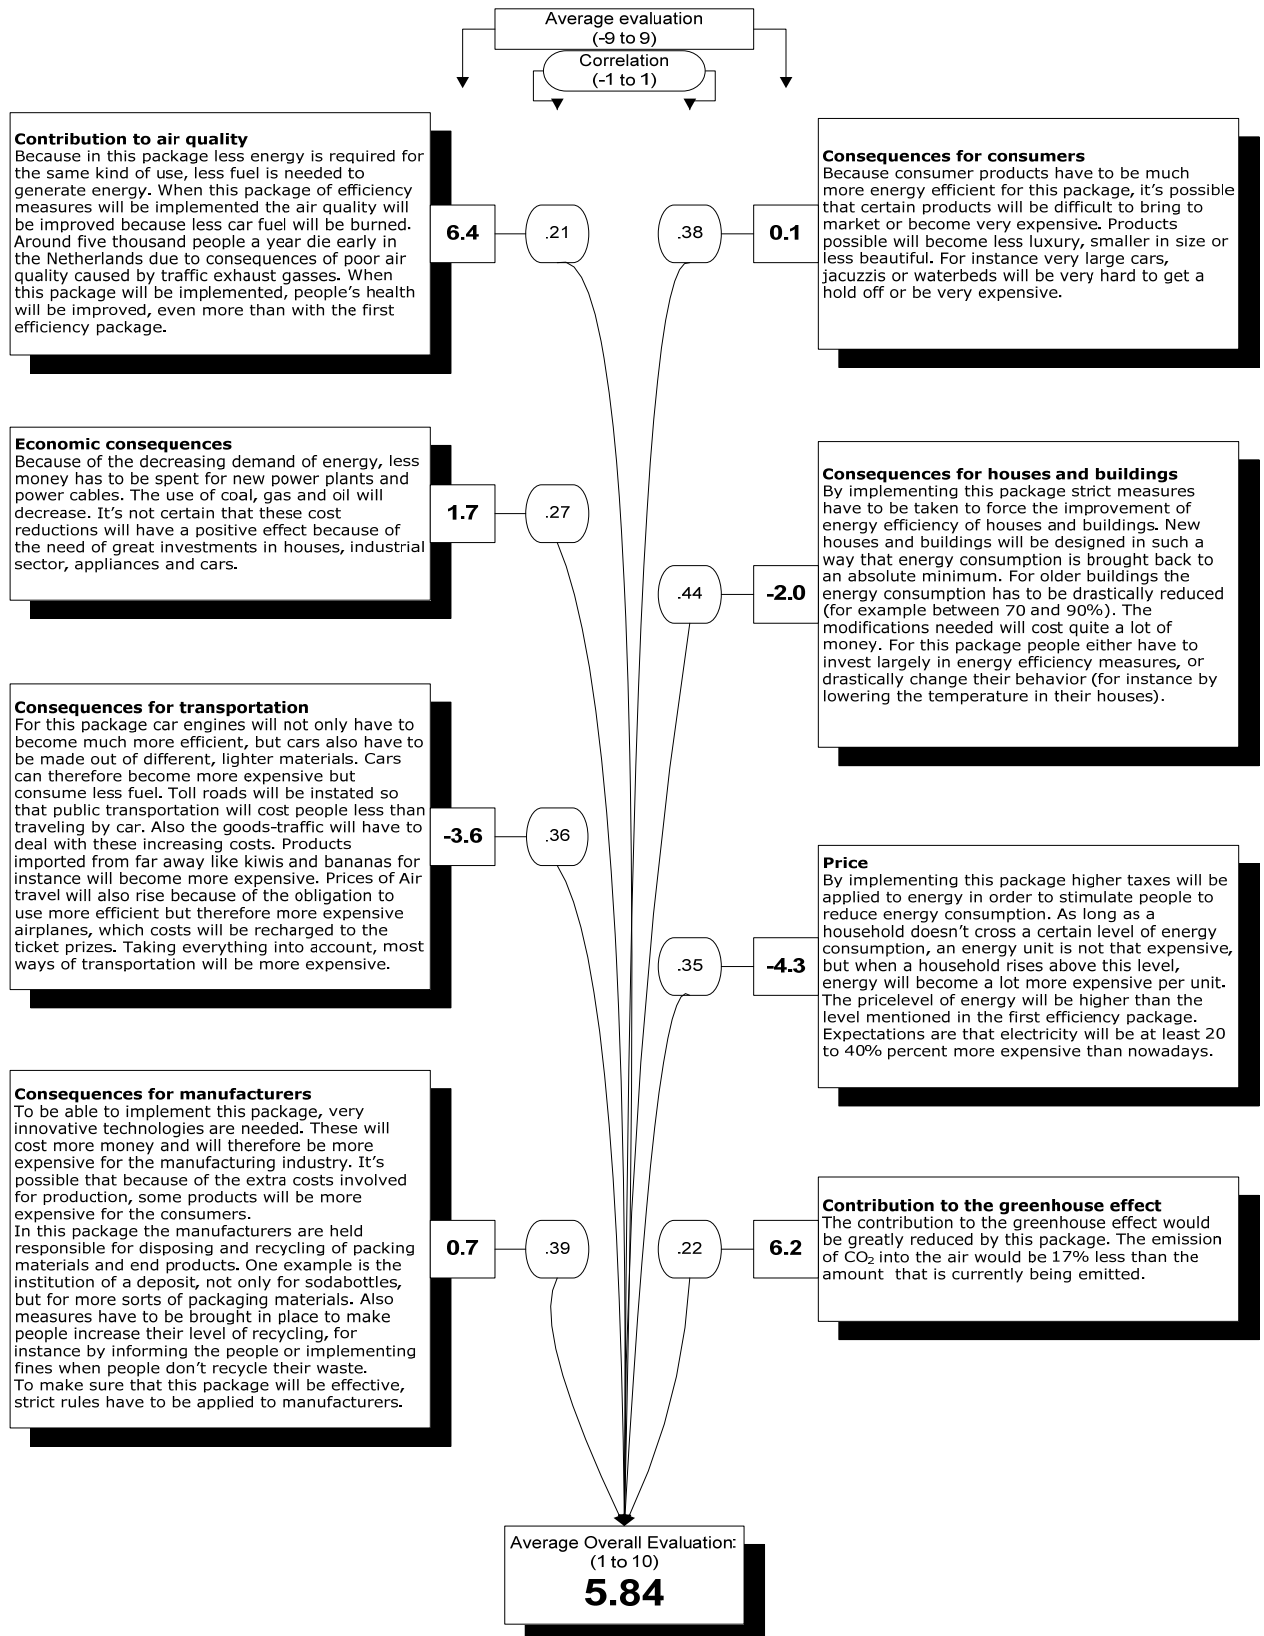 Average evaluation
(-9 to 9)
Correlation
(-1 to 1)
Contribution to air quality
Because in this package less energy is required for
the same kind of use, less fuel is needed to
generate energy. When this package of efficiency
measures will be implemented the air quality will
be improved because less car fuel will be burned.
Around five thousand people a year die early in
the Netherlands due to consequences of poor air
quality caused by traffic exhaust gasses. When
this package will be implemented, people's health
will be improved, even more than with the first
efficiency package.
6.4
.21
.38
0.1
Consequences for consumers
Because consumer products have to be much
more energy efficient for this package, it's possible
that certain products will be difficult to bring to
market or become very expensive. Products
possible will become less luxury, smaller in size or
less beautiful. For instance very large cars,
jacuzzis or waterbeds will be very hard to get a
hold off or be very expensive.
Economic consequences
Because of the decreasing demand of energy, less
money has to be spent for new power plants and
power cables. The use of coal, gas and oil will
decrease. It's not certain that these cost
reductions will have a positive effect because of
the need of great investments in houses, industrial
sector, appliances and cars.
1.7
.27
.44
-2.0
Consequences for houses and buildings
By implementing this package strict measures
have to be taken to force the improvement of
energy efficiency of houses and buildings. New
houses and buildings will be designed in such a
way that energy consumption is brought back to
an absolute minimum. For older buildings the
energy consumption has to be drastically reduced
(for example between 70 and 90%). The
modifications needed will cost quite a lot of
money. For this package people either have to
invest largely in energy efficiency measures, or
drastically change their behavior (for instance by
lowering the temperature in their houses).
Consequences for transportation
For this package car engines will not only have to
become much more efficient, but cars also have to
be made out of different, lighter materials. Cars
can therefore become more expensive but
consume less fuel. Toll roads will be instated so
that public transportation will cost people less than
traveling by car. Also the goods-traffic will have to
deal with these increasing costs. Products
imported from far away like kiwis and bananas for
instance will become more expensive. Prices of Air
travel will also rise because of the obligation to
use more efficient but therefore more expensive
airplanes, which costs will be recharged to the
ticket prizes. Taking everything into account, most
ways of transportation will be more expensive.
-3.6
.36
.35
-4.3
Price
By implementing this package higher taxes will be
applied to energy in order to stimulate people to
reduce energy consumption. As long as a
household doesn't cross a certain level of energy
consumption, an energy unit is not that expensive,
but when a household rises above this level,
energy will become a lot more expensive per unit.
The pricelevel of energy will be higher than the
level mentioned in the first efficiency package.
Expectations are that electricity will be at least 20
to 40% percent more expensive than nowadays.
Consequences for manufacturers
To be able to implement this package, very
innovative technologies are needed. These will
cost more money and will therefore be more
expensive for the manufacturing industry. It's
possible that because of the extra costs involved
for production, some products will be more
expensive for the consumers.
In this package the manufacturers are held
responsible for disposing and recycling of packing
materials and end products. One example is the
institution of a deposit, not only for sodabottles,
but for more sorts of packaging materials. Also
measures have to be brought in place to make
people increase their level of recycling, for
instance by informing the people or implementing
fines when people don't recycle their waste.
To make sure that this package will be effective,
strict rules have to be applied to manufacturers.
0.7
.39
.22
6.2
Contribution to the greenhouse effect
The contribution to the greenhouse effect would
be greatly reduced by this package. The emission
of CO₂ into the air would be 17% less than the
amount that is currently being emitted.
Average Overall Evaluation:
(1 to 10)
5.84